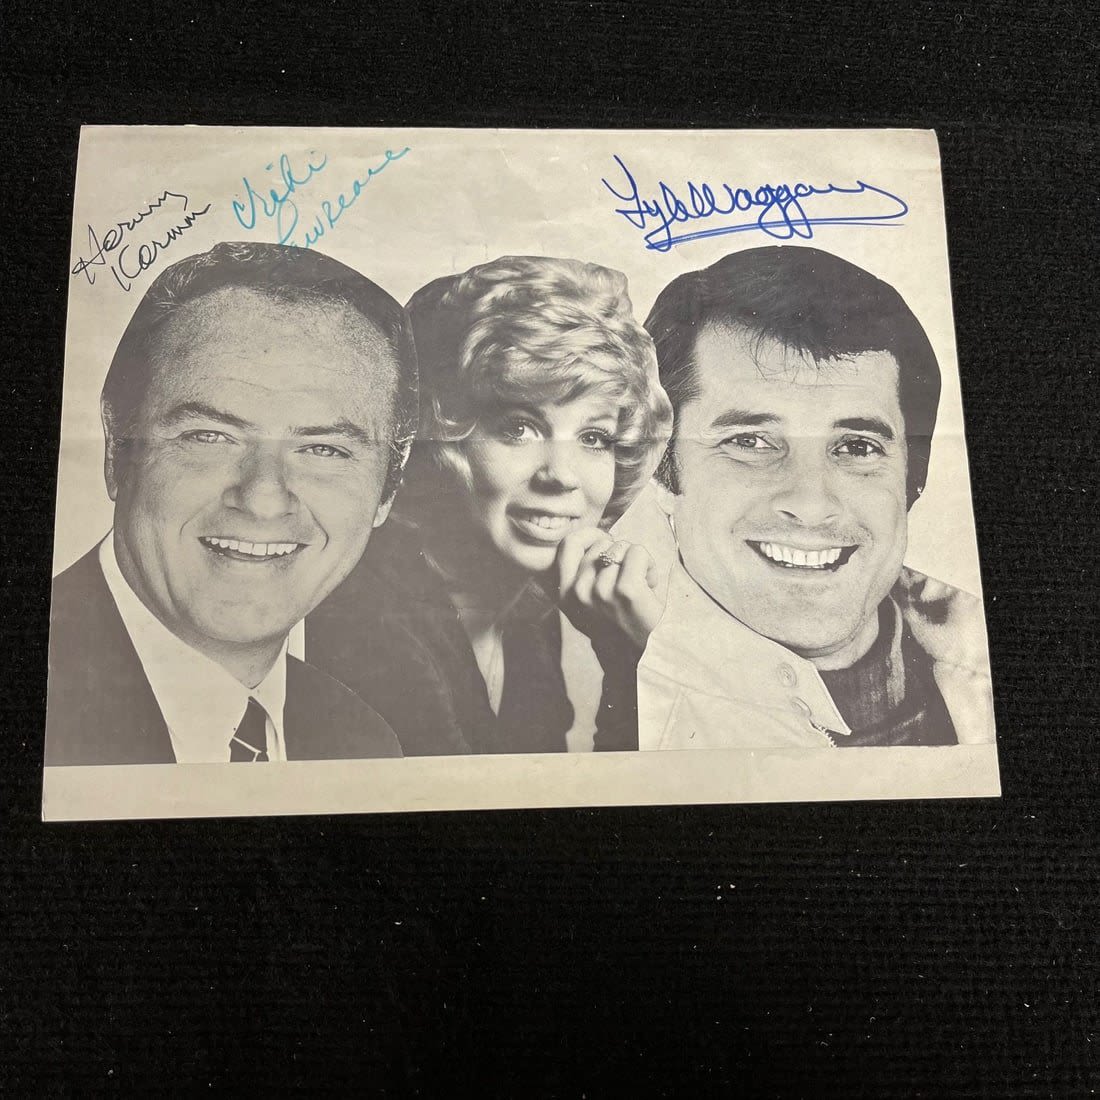 Harvey
Korman
Vicki
Lawrence
Lyle Waggoner